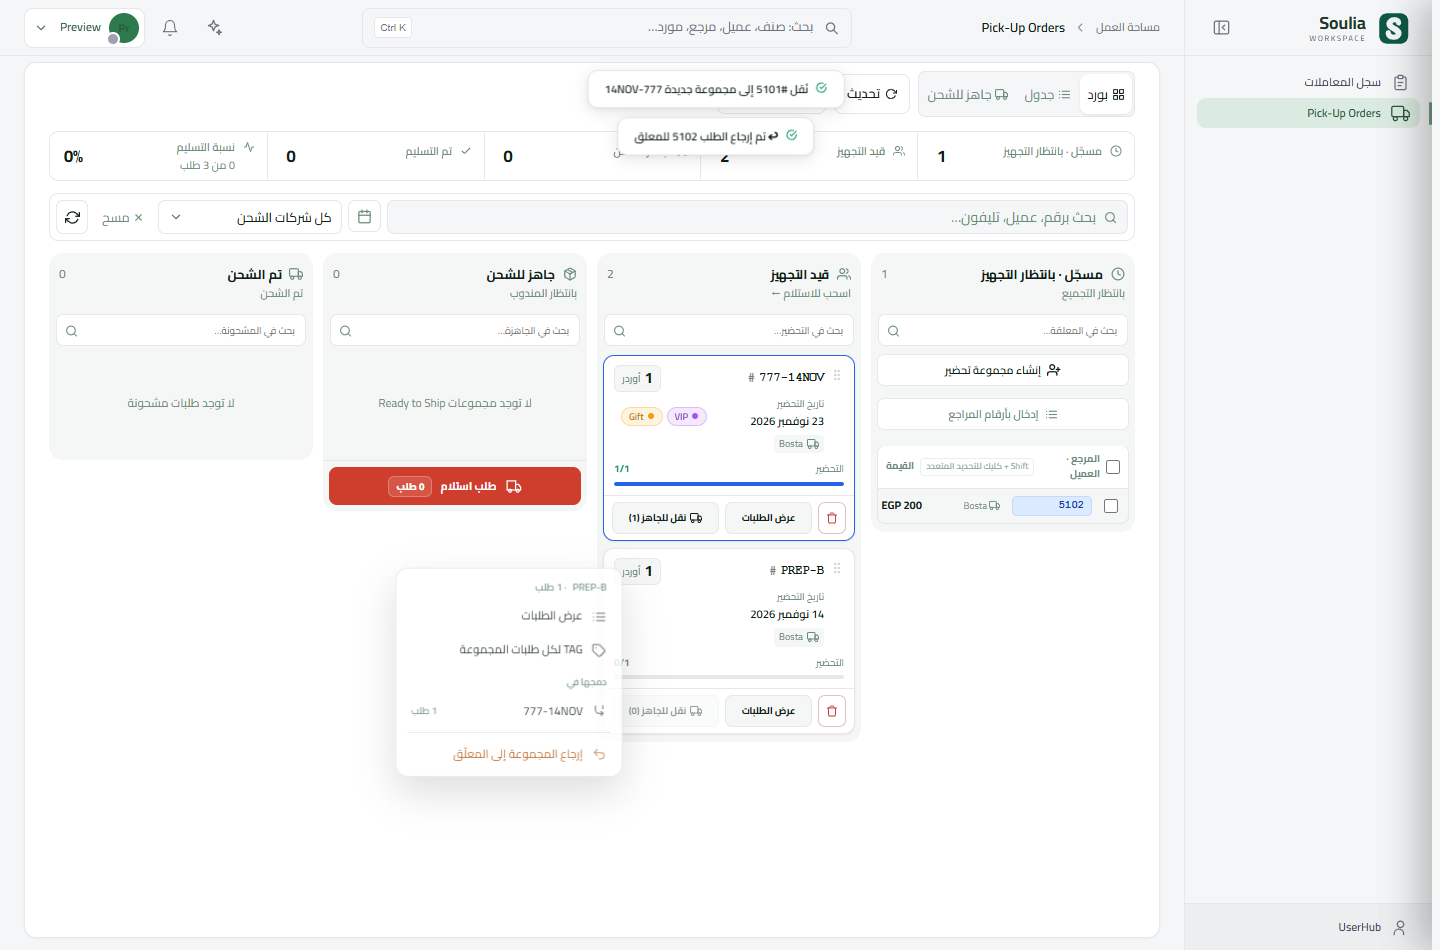 Soulia
WORKSPACE
سجل المعاملات
Pick-Up Orders
UserHub
مساحة العمل
Pick-Up Orders
بحث: صنف، عميل، مرجع، مورد...
Ctrl K
Preview
بورد
جدول
جاهز للشحن
تحديث
نُقل #5101 إلى مجموعة جديدة 777-14NOV
↩ تم إرجاع الطلب 5102 للمعلق
مسجّل · بانتظار التجهيز
1
قيد التجهيز
2
0
تم التسليم
0
نسبة التسليم
0 من 3 طلب
0%
بحث برقم، عميل، تليفون...
كل شركات الشحن
× مسح
مسجّل · بانتظار التجهيز
1
بانتظار التجميع
بحث في المعلقة...
إنشاء مجموعة تحضير
إدخال بأرقام المراجع
المرجع · العميل
Shift + كليك للتحديد المتعدد
القيمة
5102
Bosta
EGP 200
قيد التجهيز
2
اسحب للاستلام ←
بحث في التحضير...
# 777-14NOV
1 أوردر
تاريخ التحضير
23 نوفمبر 2026
VIP
Gift
Bosta
التحضير
1/1
عرض الطلبات
نقل للجاهز (1)
# PREP-B
1 أوردر
تاريخ التحضير
14 نوفمبر 2026
Bosta
التحضير
0/1
عرض الطلبات
نقل للجاهز (0)
جاهز للشحن
0
بانتظار المندوب
بحث في الجاهزة...
لا توجد مجموعات Ready to Ship
طلب استلام
0 طلب
تم الشحن
0
تم الشحن
بحث في المشحونة...
لا توجد طلبات مشحونة
PREP-B · 1 طلب
عرض الطلبات
TAG لكل طلبات المجموعة
دمجها في
777-14NOV
1 طلب
إرجاع المجموعة إلى المعلّق